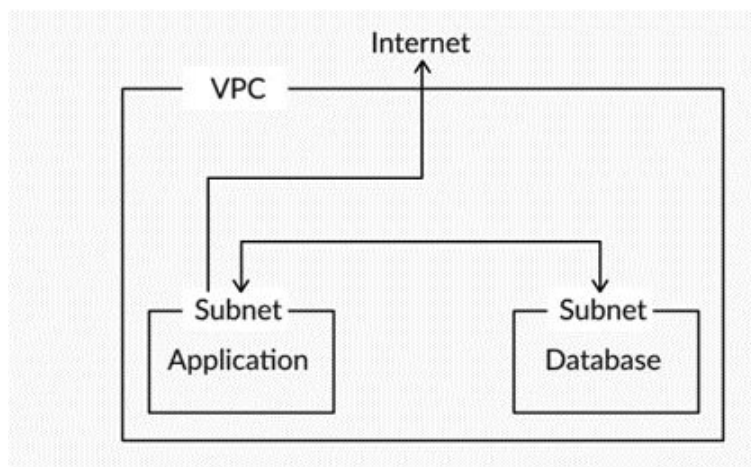 Internet
VPC
Subnet
Application
Subnet
Database